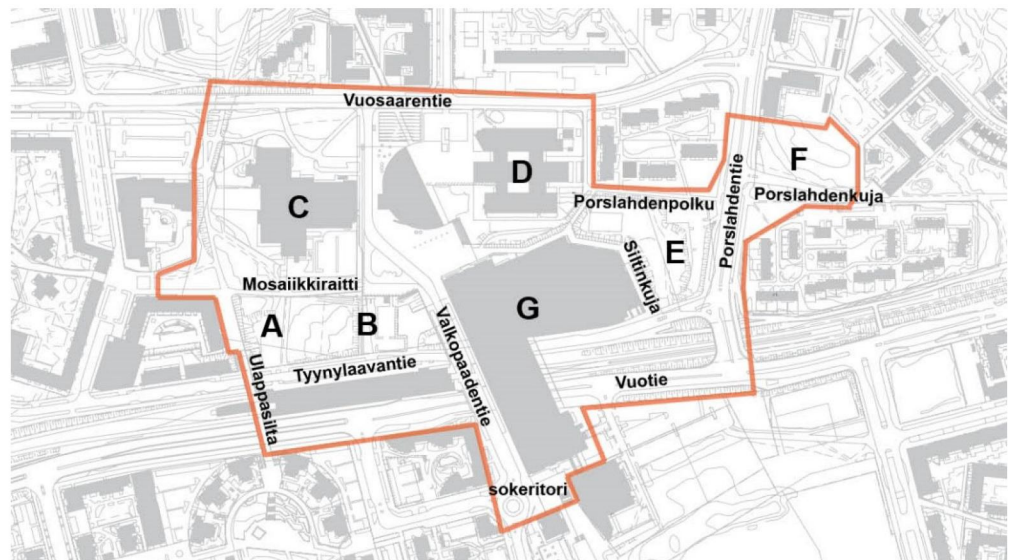 Vuosaarentie
D
F
C
Porslahdenpolku
Porslahdenkuja
Porslahdentie
E
Siltinkuja
Mosaiikkiraitti
G
A
B
Valkopaadentie
Tyynylaavantie
Ulappasilta
Vuotie
sokeritori